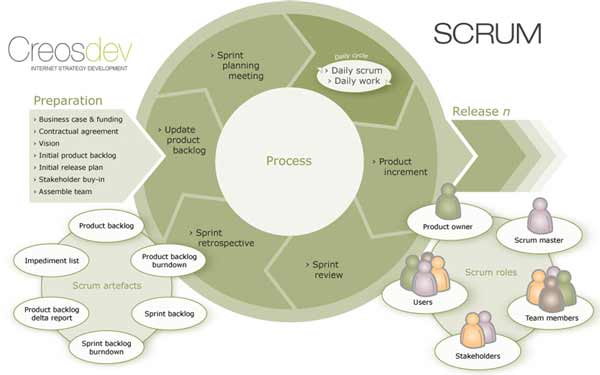 Creosdev
INTERNET STRATEGY DEVELOPMENT
SCRUM
Preparation
› Business case & funding
› Contractual agreement
› Vision
› Initial product backlog
› Initial release plan
› Stakeholder buy-in
› Assemble team
› Sprint
planning
meeting
Daily cycle
› Daily scrum
› Daily work
› Update
product
backlog
Process
› Product
increment
Release n
› Sprint
retrospective
› Sprint
review
Product backlog
Impediment list
Product backlog
burndown
Scrum artefacts
Product backlog
delta report
Sprint backlog
Sprint backlog
burndown
Product owner
Scrum master
Scrum roles
Users
Team members
Stakeholders